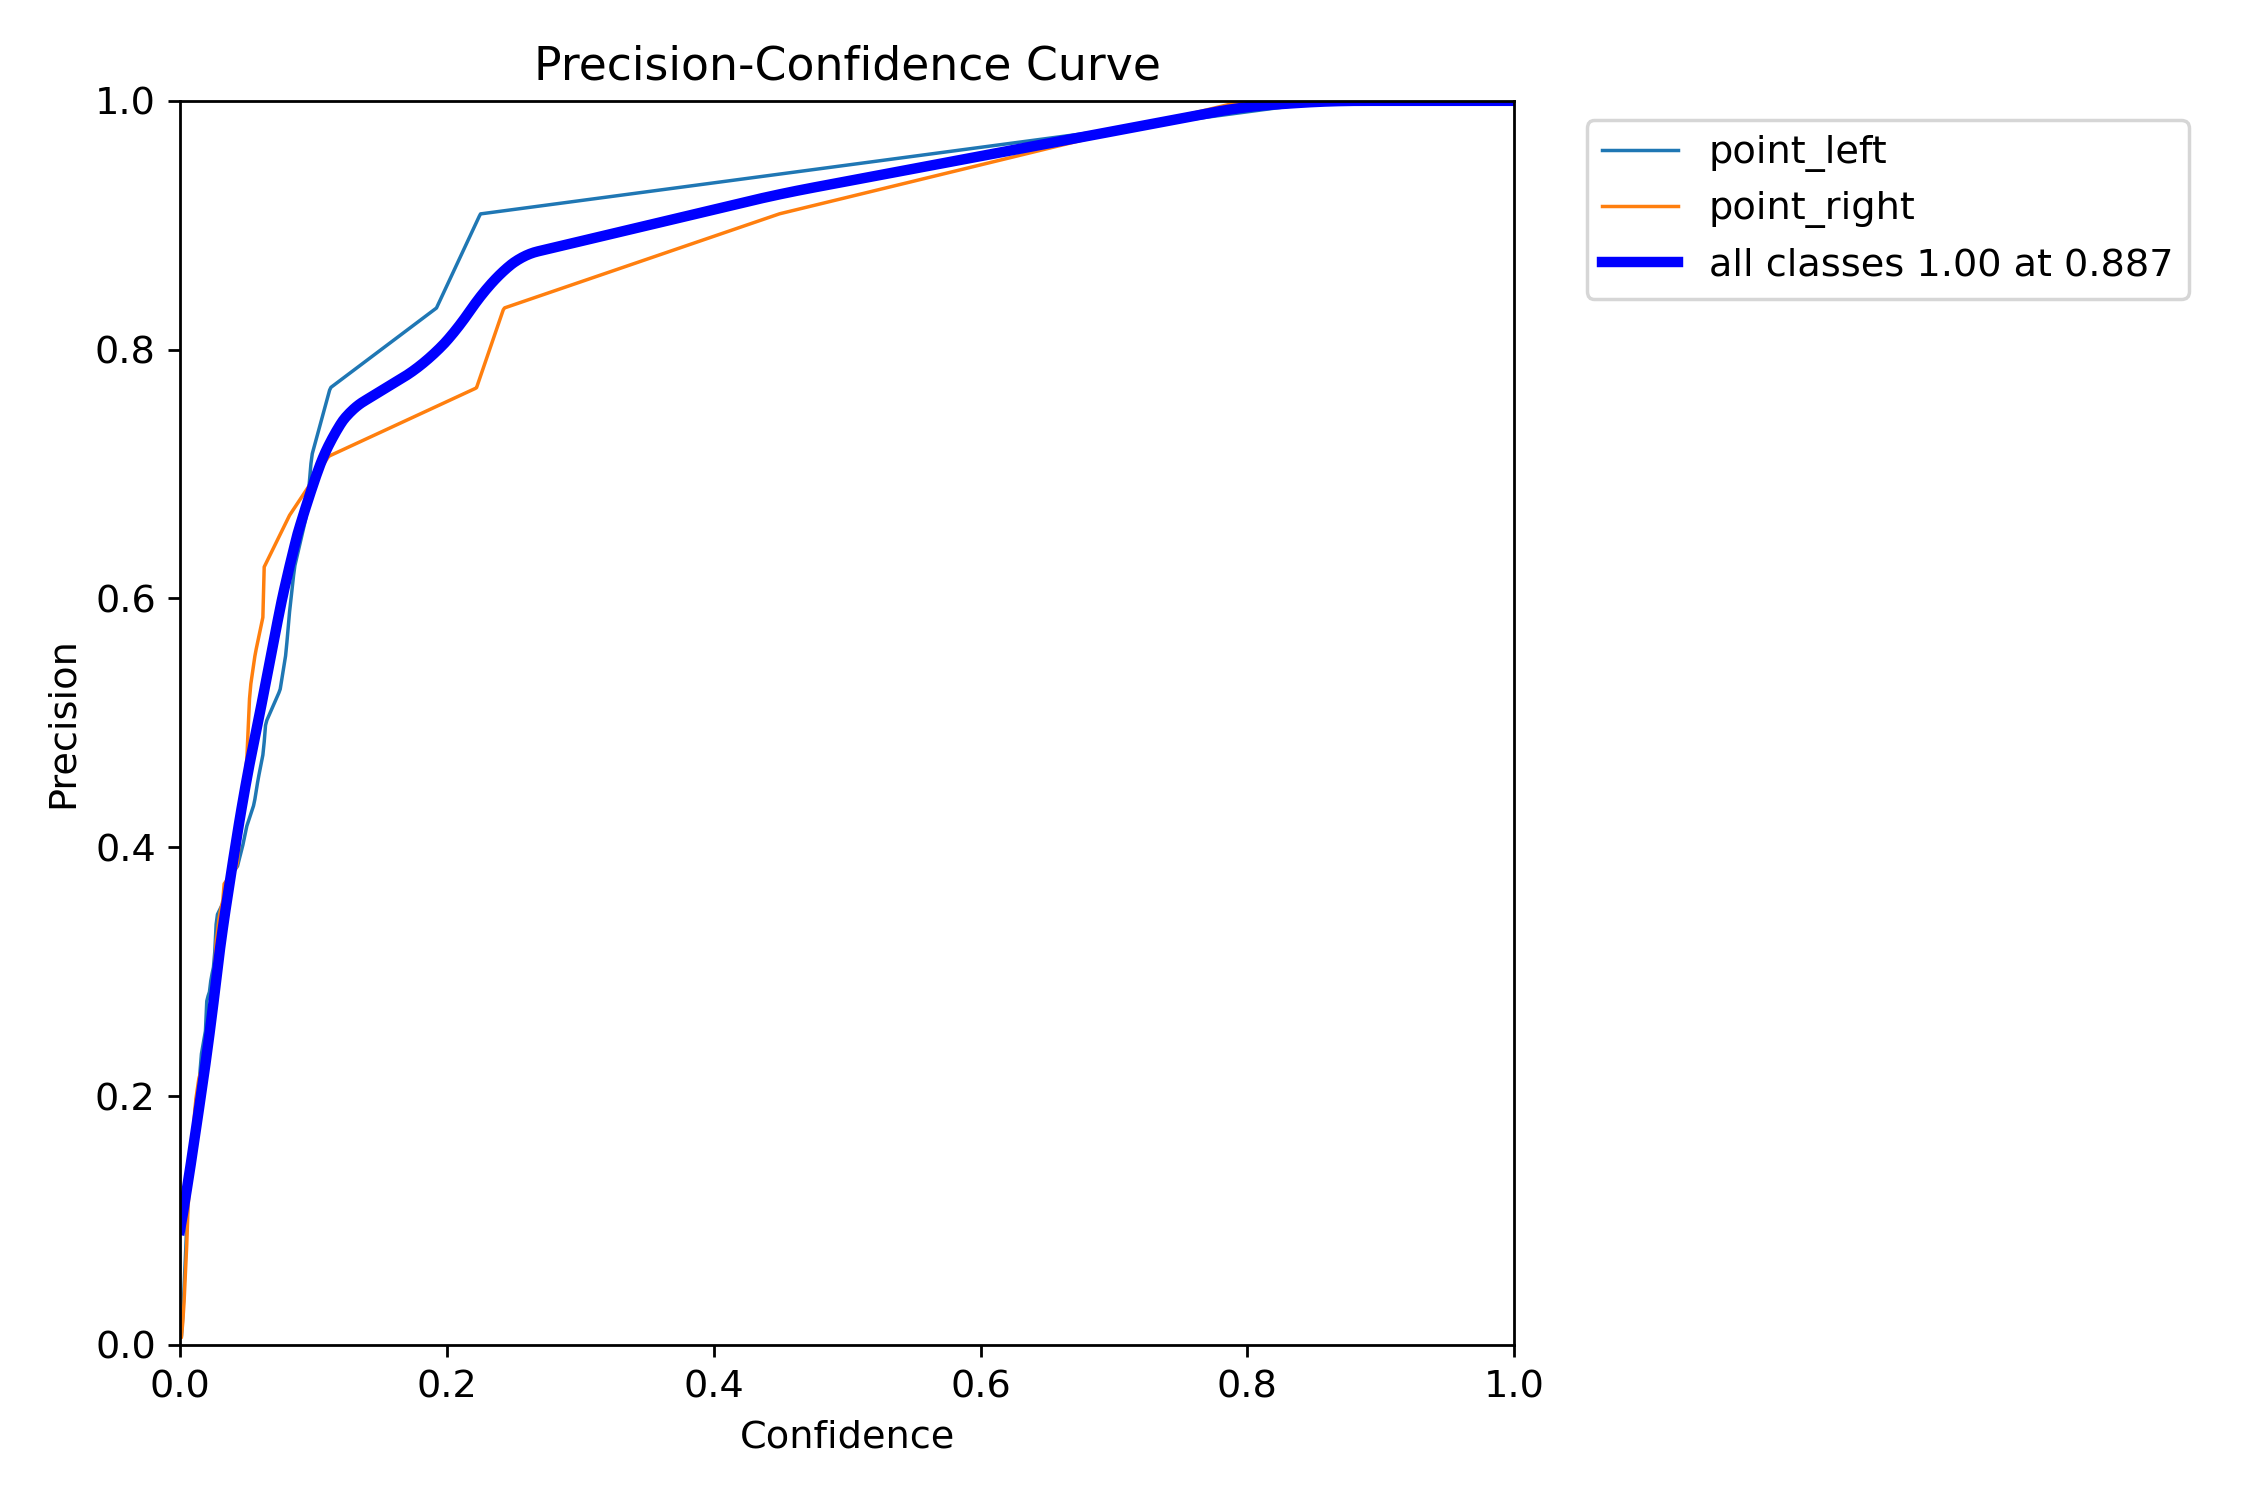 Precision-Confidence Curve
1.0
0.8
0.6
0.4
0.2
0.0
Precision
0.0 0.2 0.4 0.6 0.8 1.0
Confidence
point_left
point_right
all classes 1.00 at 0.887